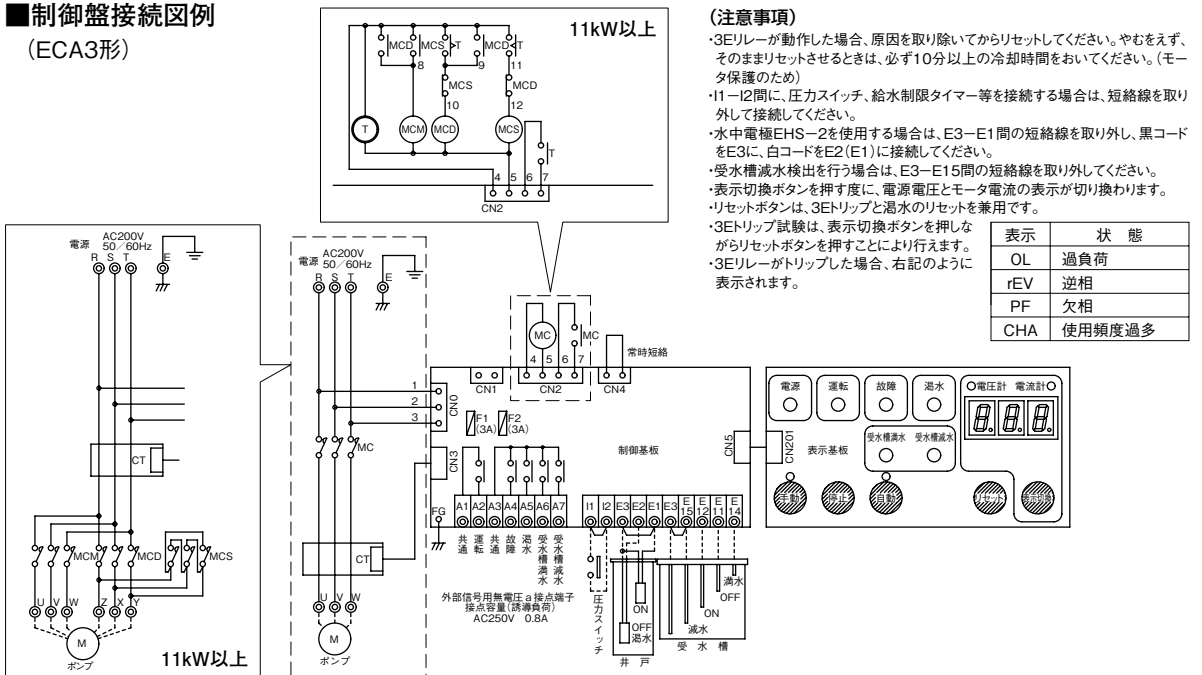 ■制御盤接続図例
(ECA3形)
11kW以上
MCD
MCS
T
MCD
T
8
9
11
MCS
MCD
10
12
T
MCM
MCD
MCS
T
4
5
6
7
CN2
(注意事項)
・3Eリレーが動作した場合、原因を取り除いてからリセットしてください。やむをえず、
そのままリセットさせるときは、必ず10分以上の冷却時間をおいてください。(モー
タ保護のため)
・I1－I2間に、圧力スイッチ、給水制限タイマー等を接続する場合は、短絡線を取り
外して接続してください。
・水中電極EHS－2を使用する場合は、E3－E1間の短絡線を取り外し、黒コード
をE3に、白コードをE2(E1)に接続してください。
・受水槽減水検出を行う場合は、E3－E15間の短絡線を取り外してください。
・表示切換ボタンを押す度に、電源電圧とモータ電流の表示が切り換わります。
・リセットボタンは、3Eトリップと渇水のリセットを兼用です。
・3Eトリップ試験は、表示切換ボタンを押しな
がらリセットボタンを押すことにより行えます。
・3Eリレーがトリップした場合、右記のように
表示されます。
表示 状態
OL 過負荷
rEV 逆相
PF 欠相
CHA 使用頻度過多
電源 AC200V
50／60Hz
R S T E
CT
MCM
MCD
MCS
U V W Z X Y
M
ポンプ
11kW以上
電源 AC200V
50／60Hz
R S T E
MC
CT
U V W
M
ポンプ
MC
MC
4 5 6 7
常時短絡
CN1
CN2
CN4
1
2
3
CN0
F1
(3A)
F2
(3A)
CN3
制御基板
CN5
CN201
FG
A1 A2 A3 A4 A5 A6 A7
共通
運転
共通
故障
渇水
受水槽満水
受水槽減水
外部信号用無電圧a接点端子
接点容量(誘導負荷)
AC250V 0.8A
I1 I2 E3 E2 E1 E3 E15 E12 E11 E14
圧力スイッチ
ON
OFF
渇水
井戸
満水
OFF
ON
減水
受水槽
電源
運転
故障
渇水
受水槽満水
受水槽減水
表示基板
手動
停止
自動
電圧計
電流計
8.8.8.
リセット
表示切換